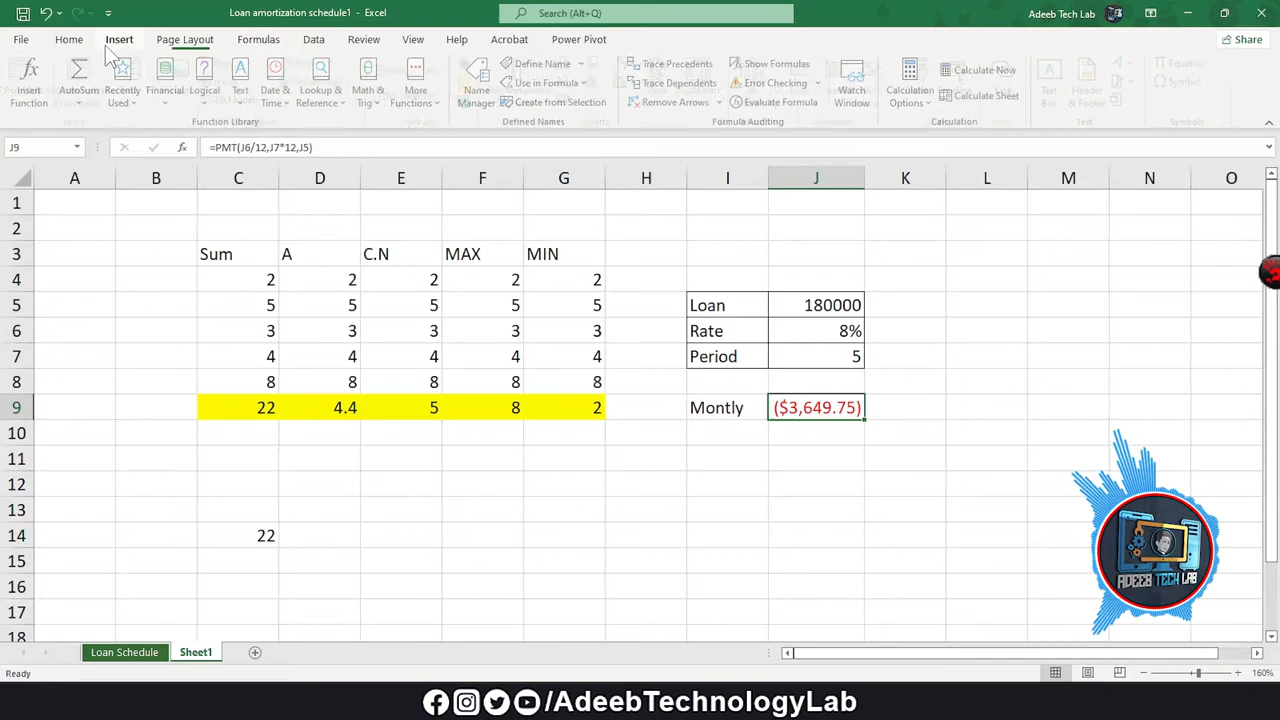 Loan amortization schedule1 - Excel
Search (Alt+Q)
Adeeb Tech Lab
File Home Insert Page Layout Formulas Data Review View Help Acrobat Power Pivot
Share
Insert Function
AutoSum
Recently Used
Financial
Logical
Text
Date & Time
Lookup & Reference
Math & Trig
More Functions
Function Library
Name Manager
Define Name
Use in Formula
Create from Selection
Defined Names
Trace Precedents
Trace Dependents
Remove Arrows
Show Formulas
Error Checking
Evaluate Formula
Formula Auditing
Watch Window
Calculation Options
Calculate Now
Calculate Sheet
Calculation
Text Box
Header & Footer
Text
Equation
Symbol
Symbols
J9
=PMT(J6/12,J7*12,J5)
A B C D E F G H I J K L M N O
1
2
3 Sum A C.N MAX MIN
4 2 2 2 2 2
5 5 5 5 5 5 Loan 180000
6 3 3 3 3 3 Rate 8%
7 4 4 4 4 4 Period 5
8 8 8 8 8 8
9 22 4.4 5 8 2 Montly ($3,649.75)
10
11
12
13
14 22
15
16
17
18
ADEEB TECH LAB
Loan Schedule Sheet1
Ready
160%
/AdeebTechnologyLab